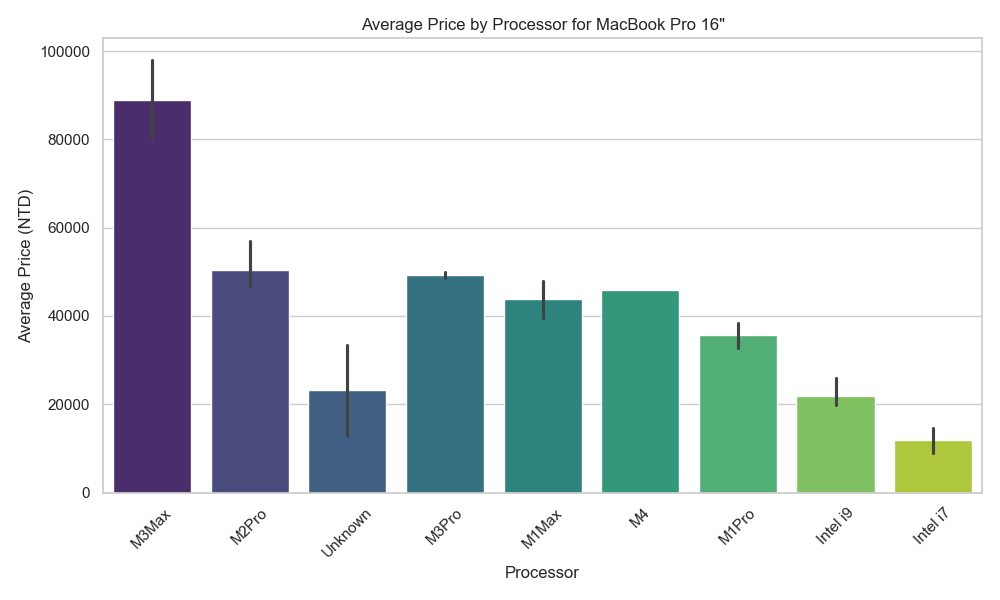 Average Price by Processor for MacBook Pro 16"
100000
80000
60000
40000
20000
0
Average Price (NTD)
M3Max
M2Pro
Unknown
M3Pro
M1Max
M4
M1Pro
Intel i9
Intel i7
Processor